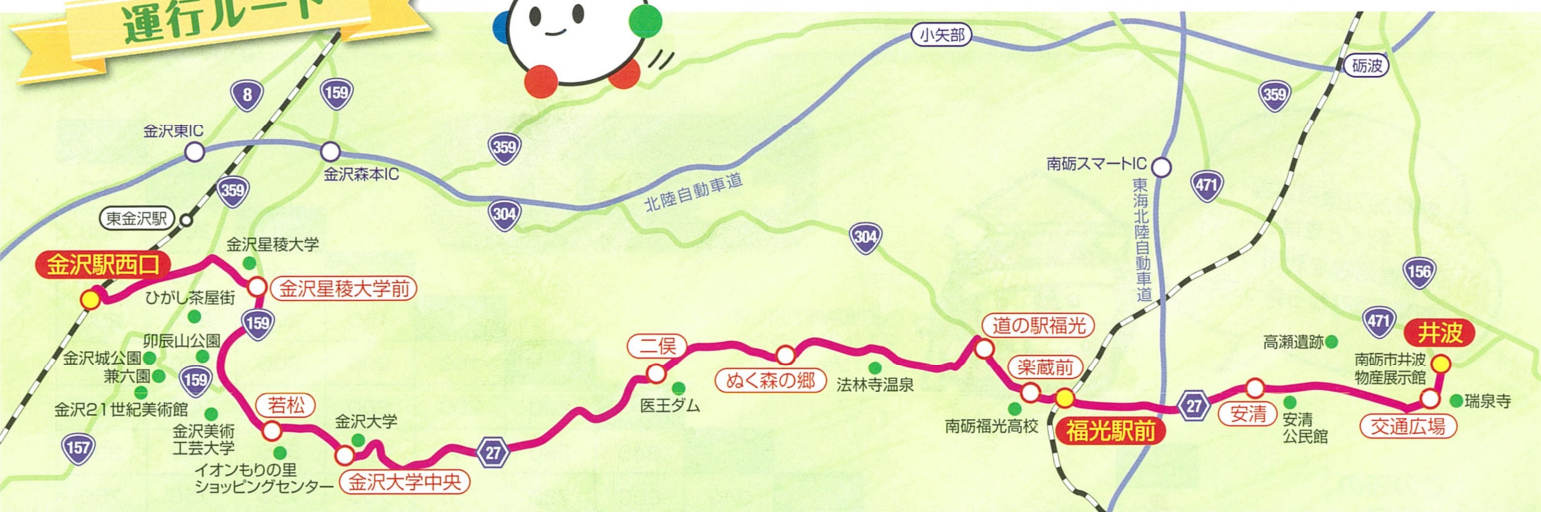 運行ルート
小矢部
砺波
8
159
359
金沢東IC
359
金沢森本IC
南砺スマートIC
359
471
東金沢駅
304
北陸自動車道
東海北陸自動車道
304
金沢星稜大学
金沢駅西口
156
ひがし茶屋街
金沢星稜大学前
159
471
井波
道の駅福光
卯辰山公園
高瀬遺跡
金沢城公園
二俣
南砺市井波
物産展示館
兼六園
159
ぬく森の郷
楽蔵前
法林寺温泉
医王ダム
27
金沢21世紀美術館
若松
安清
瑞泉寺
金沢大学
南砺福光高校
福光駅前
安清
公民館
交通広場
金沢美術
工芸大学
157
27
イオンもりの里
ショッピングセンター
金沢大学中央